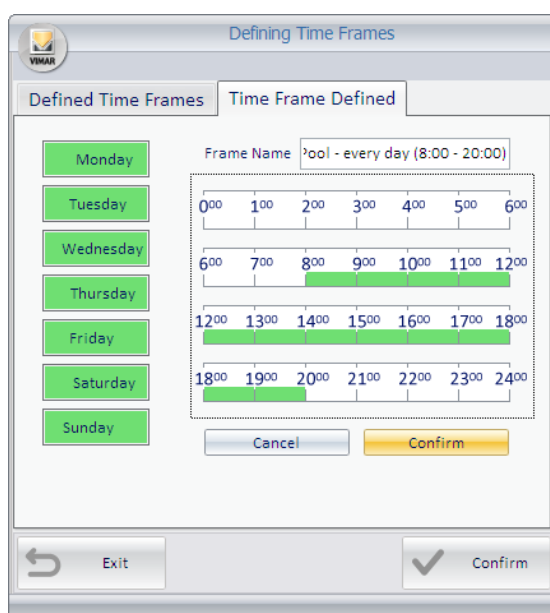 Defining Time Frames
VIMAR
Defined Time Frames Time Frame Defined
Monday
Tuesday
Wednesday
Thursday
Friday
Saturday
Sunday
Frame Name Pool - every day (8:00 - 20:00)
000 100 200 300 400 500 600
600 700 800 900 1000 1100 1200
1200 1300 1400 1500 1600 1700 1800
1800 1900 2000 2100 2200 2300 2400
Cancel Confirm
Exit Confirm